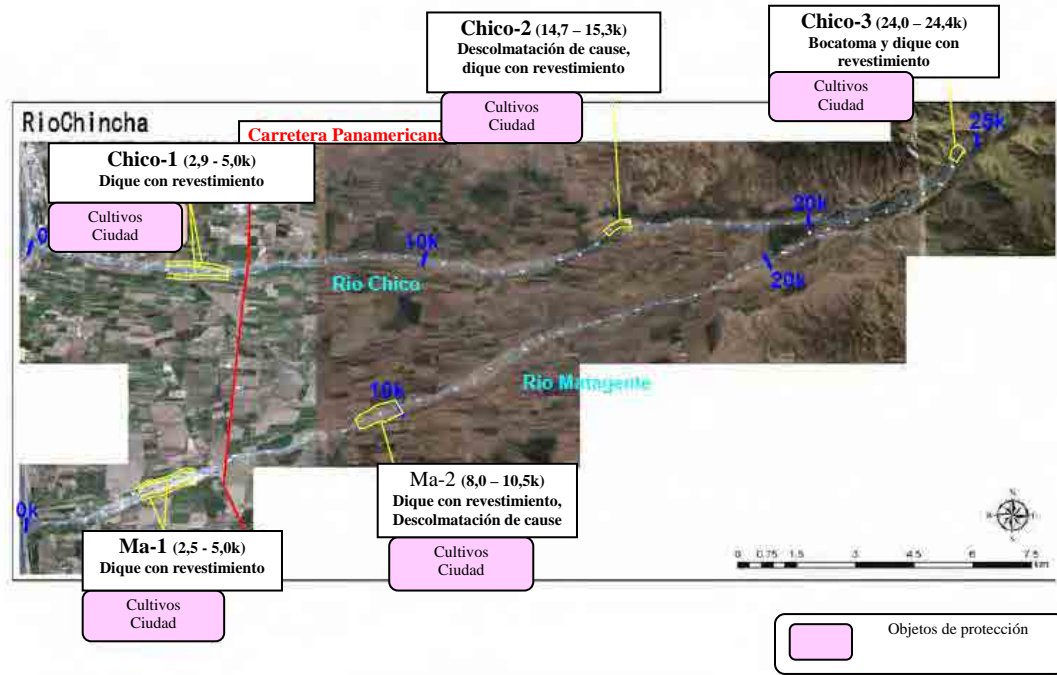 Chico-2 (14,7 – 15,3k)
Descolmatación de cause,
dique con revestimiento
Cultivos
Ciudad
Chico-3 (24,0 – 24,4k)
Bocatoma y dique con
revestimiento
Cultivos
Ciudad
RioChincha
Carretera Panamericana
Chico-1 (2,9 - 5,0k)
Dique con revestimiento
Cultivos
Ciudad
25k
20k
10k
0
Rio Chico
20k
Rio Matagente
10k
0k
Ma-2 (8,0 – 10,5k)
Dique con revestimiento,
Descolmatación de cause
Cultivos
Ciudad
Ma-1 (2,5 - 5,0k)
Dique con revestimiento
Cultivos
Ciudad
N
S
0 0.75 1.5 3 4.5 6 7.5
km
Objetos de protección